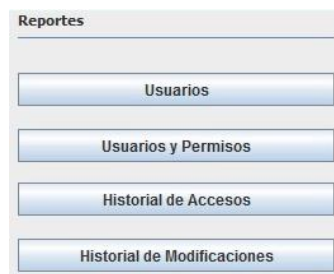 Reportes
Usuarios
Usuarios y Permisos
Historial de Accesos
Historial de Modificaciones